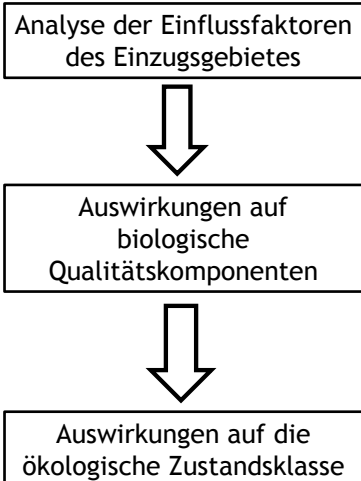 Analyse der Einflussfaktoren
des Einzugsgebietes
Auswirkungen auf
biologische
Qualitätskomponenten
Auswirkungen auf die
ökologische Zustandsklasse